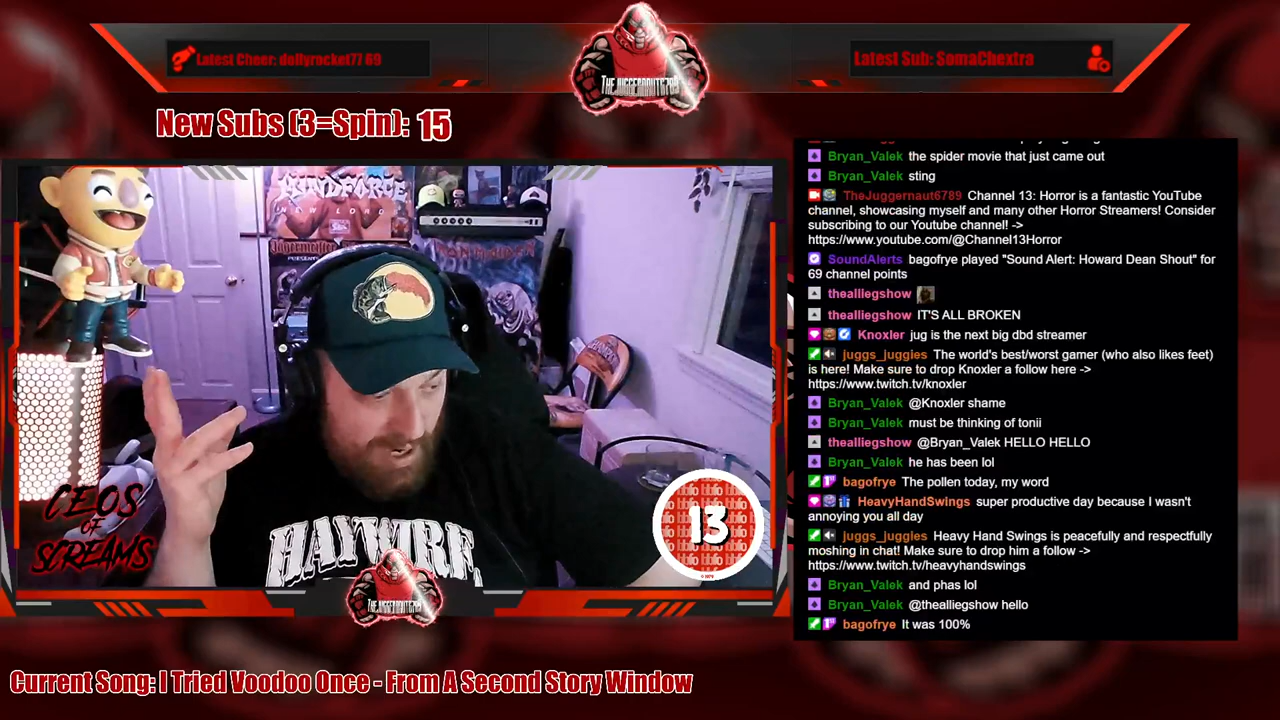 Latest Cheer: dollyrocket77 69
THEJUGGERNAUT6789
Latest Sub: SomaChextra
New Subs (3=Spin): 15
MINDFORCE
NEW LORD
Jägermeister
CEOS
OF
SCREAMS
HAYWIRE
13
THEJUGGERNAUT6789
Bryan_Valek the spider movie that just came out
Bryan_Valek sting
TheJuggernaut6789 Channel 13: Horror is a fantastic YouTube
channel, showcasing myself and many other Horror Streamers! Consider
subscribing to our Youtube channel! ->
https://www.youtube.com/@Channel13Horror
SoundAlerts bagofrye played "Sound Alert: Howard Dean Shout" for
69 channel points
thealliegshow
thealliegshow IT'S ALL BROKEN
Knoxler jug is the next big dbd streamer
juggs_juggies The world's best/worst gamer (who also likes feet)
is here! Make sure to drop Knoxler a follow here ->
https://www.twitch.tv/knoxler
Bryan_Valek @Knoxler shame
Bryan_Valek must be thinking of tonii
thealliegshow @Bryan_Valek HELLO HELLO
Bryan_Valek he has been lol
bagofrye The pollen today, my word
HeavyHandSwings super productive day because I wasn't
annoying you all day
juggs_juggies Heavy Hand Swings is peacefully and respectfully
moshing in chat! Make sure to drop him a follow ->
https://www.twitch.tv/heavyhandswings
Bryan_Valek and phas lol
Bryan_Valek @thealliegshow hello
bagofrye It was 100%
Current Song: I Tried Voodoo Once - From A Second Story Window